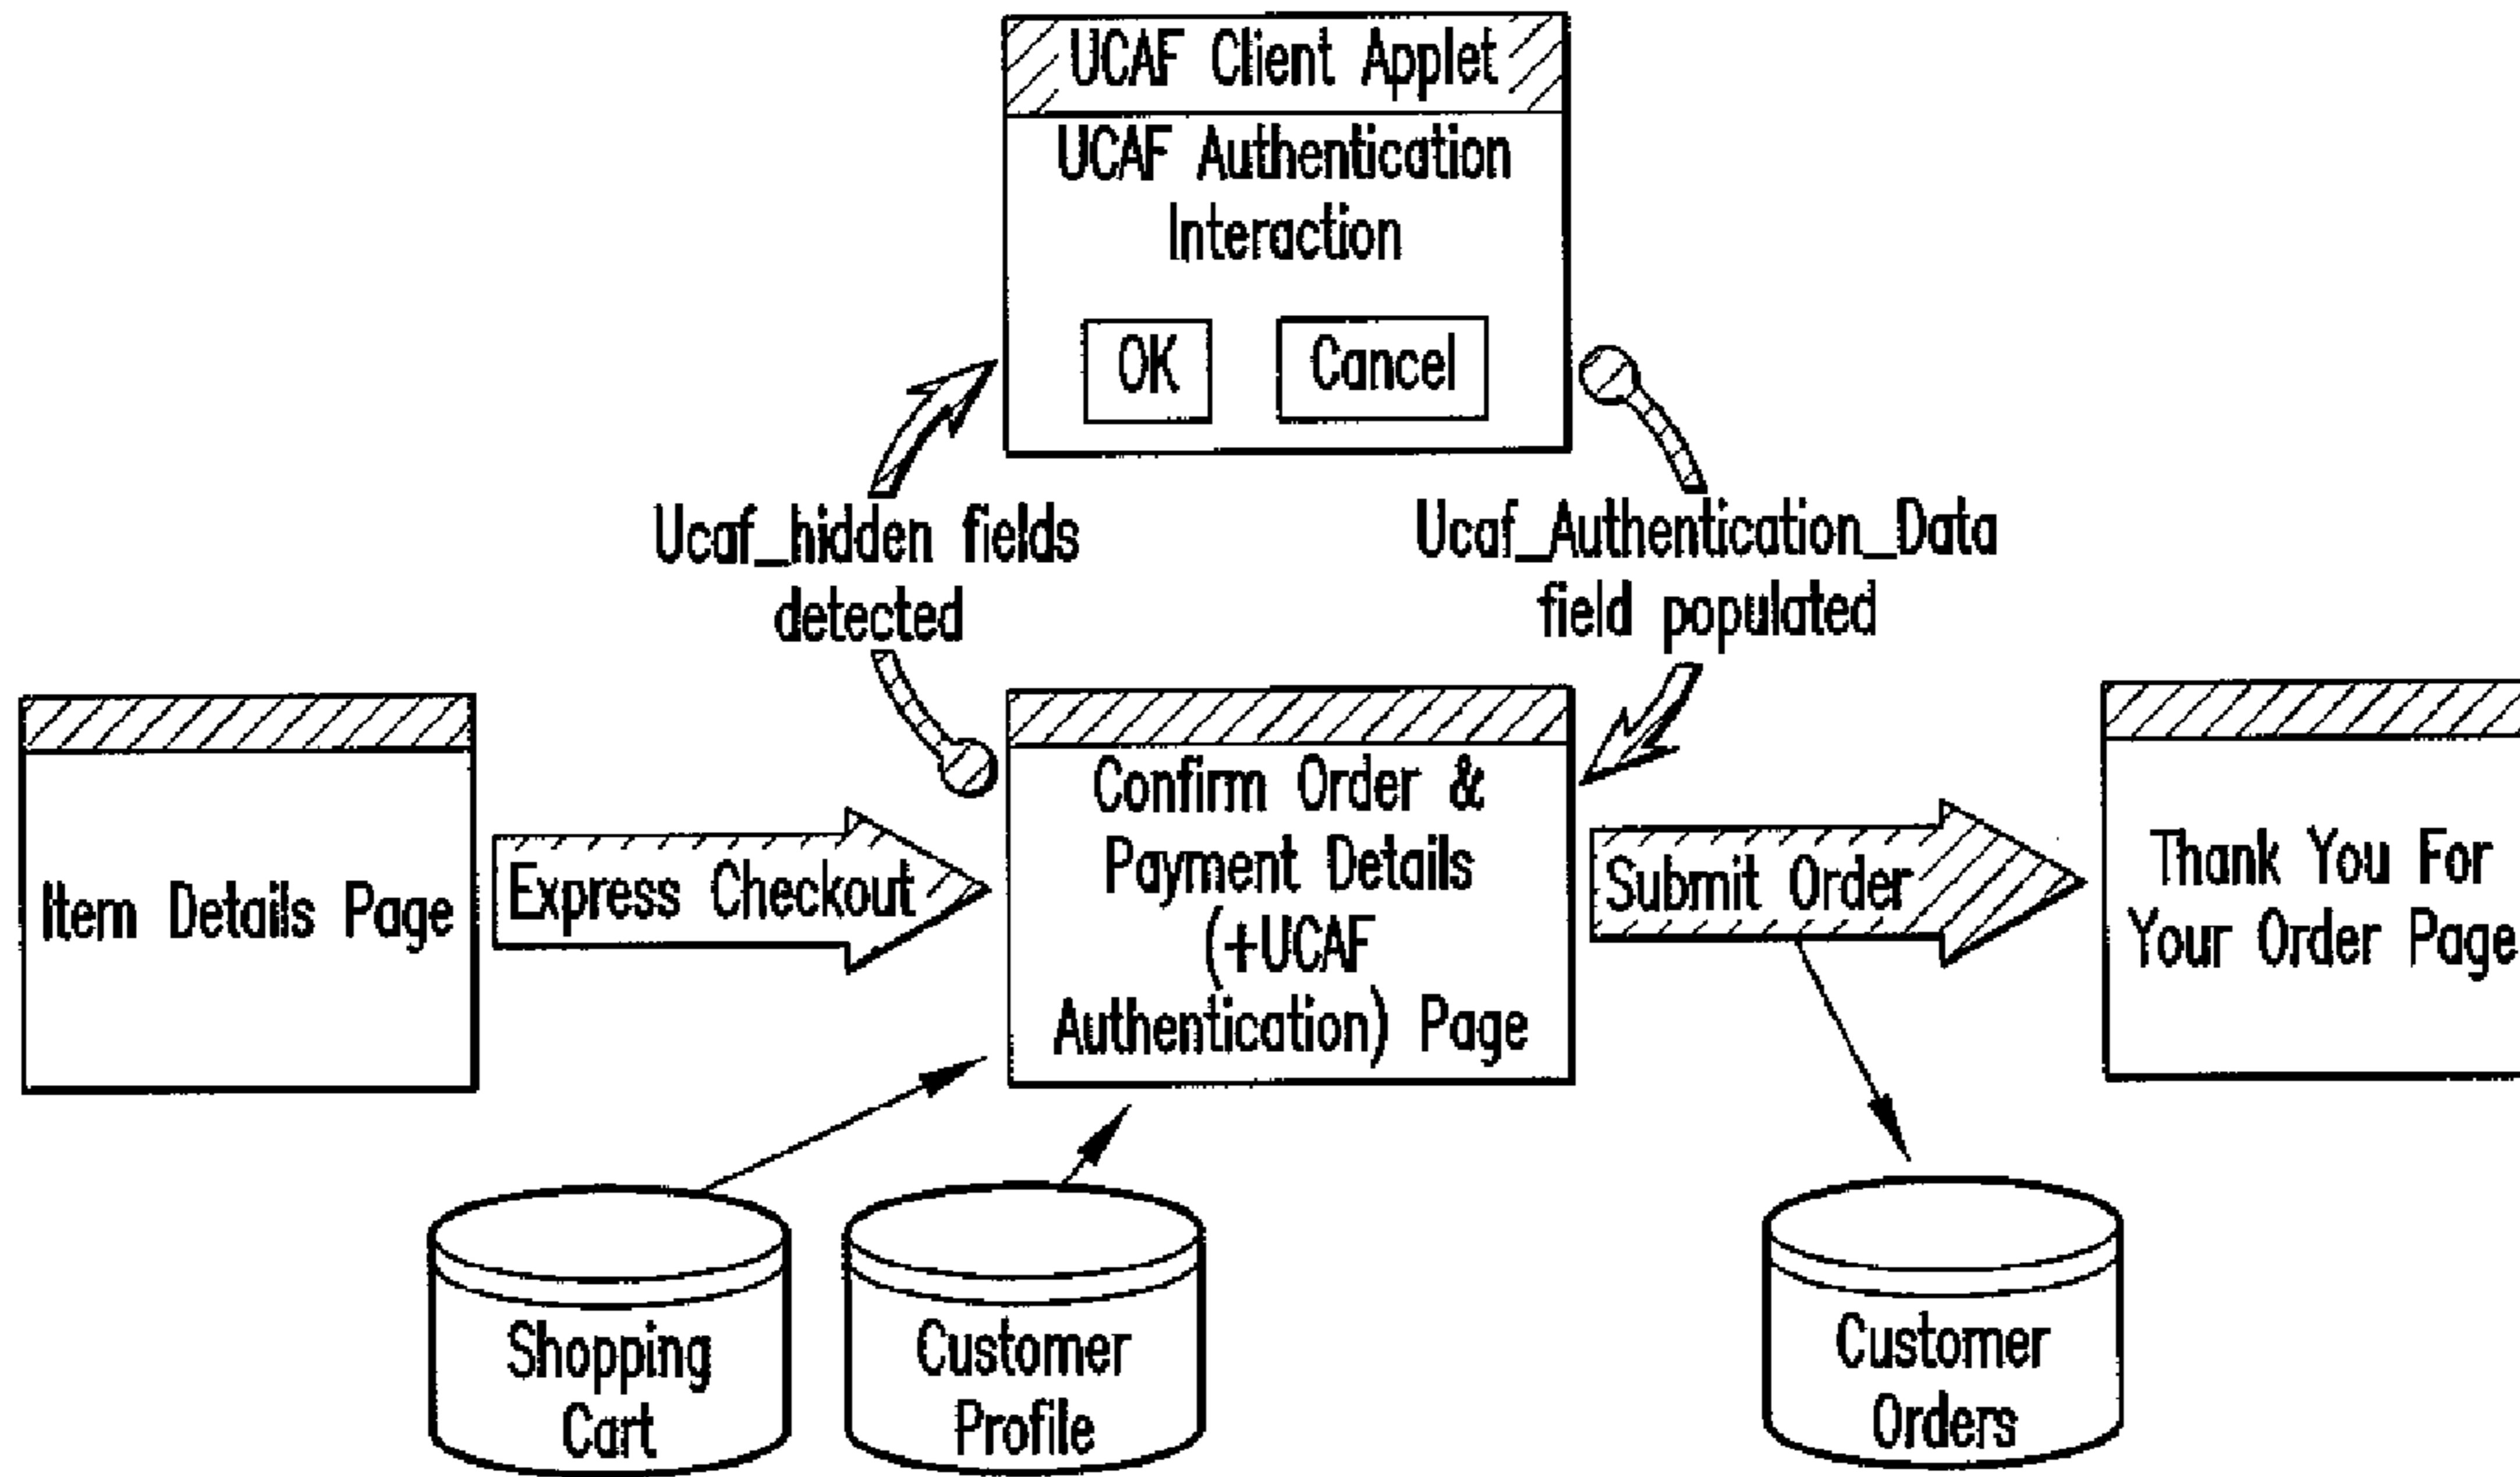 UCAF Client Applet
UCAF Authentication
Interaction
OK
Cancel
Ucaf_hidden fields
detected
Ucaf_Authentication_Data
field populated
Item Details Page
Express Checkout
Confirm Order &
Payment Details
(+UCAF
Authentication) Page
Submit Order
Thank You For
Your Order Page
Shopping
Cart
Customer
Profile
Customer
Orders